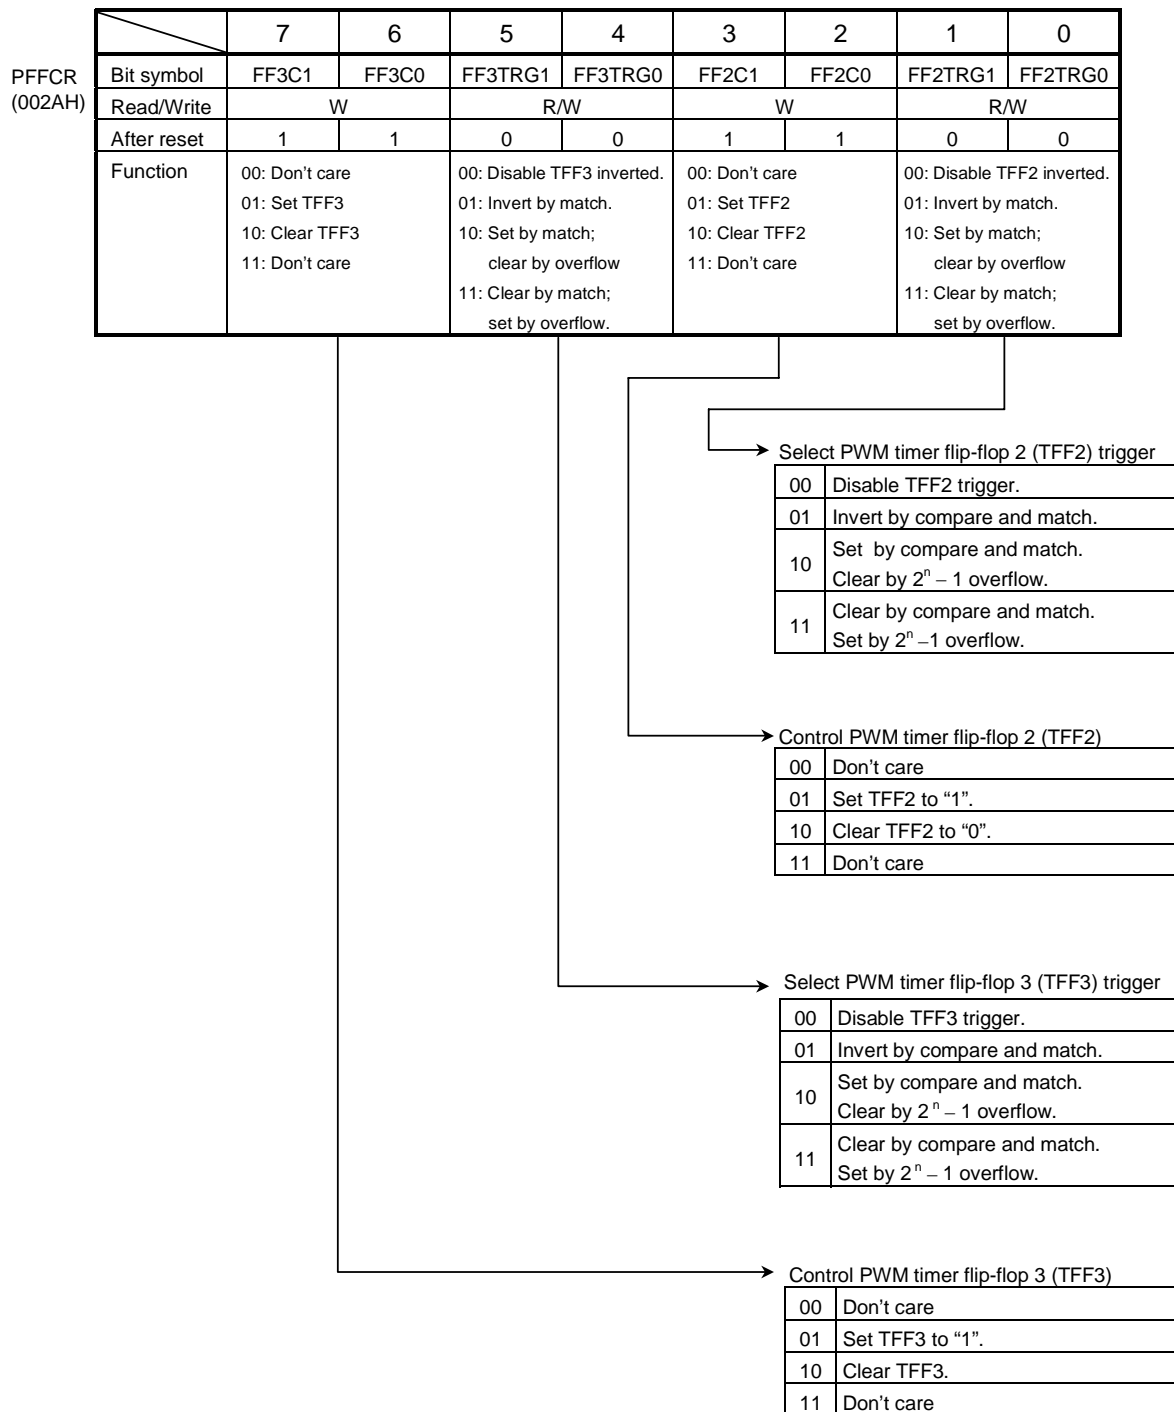 7 6 5 4 3 2 1 0
PFFCR (002AH) Bit symbol FF3C1 FF3C0 FF3TRG1 FF3TRG0 FF2C1 FF2C0 FF2TRG1 FF2TRG0
Read/Write W R/W W R/W
After reset 1 1 0 0 1 1 0 0
Function
00: Don't care
01: Set TFF3
10: Clear TFF3
11: Don't care
00: Disable TFF3 inverted.
01: Invert by match.
10: Set by match;
clear by overflow
11: Clear by match;
set by overflow.
00: Don't care
01: Set TFF2
10: Clear TFF2
11: Don't care
00: Disable TFF2 inverted.
01: Invert by match.
10: Set by match;
clear by overflow
11: Clear by match;
set by overflow.
Select PWM timer flip-flop 2 (TFF2) trigger
00 Disable TFF2 trigger.
01 Invert by compare and match.
10 Set by compare and match.
Clear by 2ⁿ – 1 overflow.
11 Clear by compare and match.
Set by 2ⁿ –1 overflow.
Control PWM timer flip-flop 2 (TFF2)
00 Don’t care
01 Set TFF2 to “1”.
10 Clear TFF2 to “0”.
11 Don’t care
Select PWM timer flip-flop 3 (TFF3) trigger
00 Disable TFF3 trigger.
01 Invert by compare and match.
10 Set by compare and match.
Clear by 2ⁿ – 1 overflow.
11 Clear by compare and match.
Set by 2ⁿ – 1 overflow.
Control PWM timer flip-flop 3 (TFF3)
00 Don’t care
01 Set TFF3 to “1”.
10 Clear TFF3.
11 Don’t care